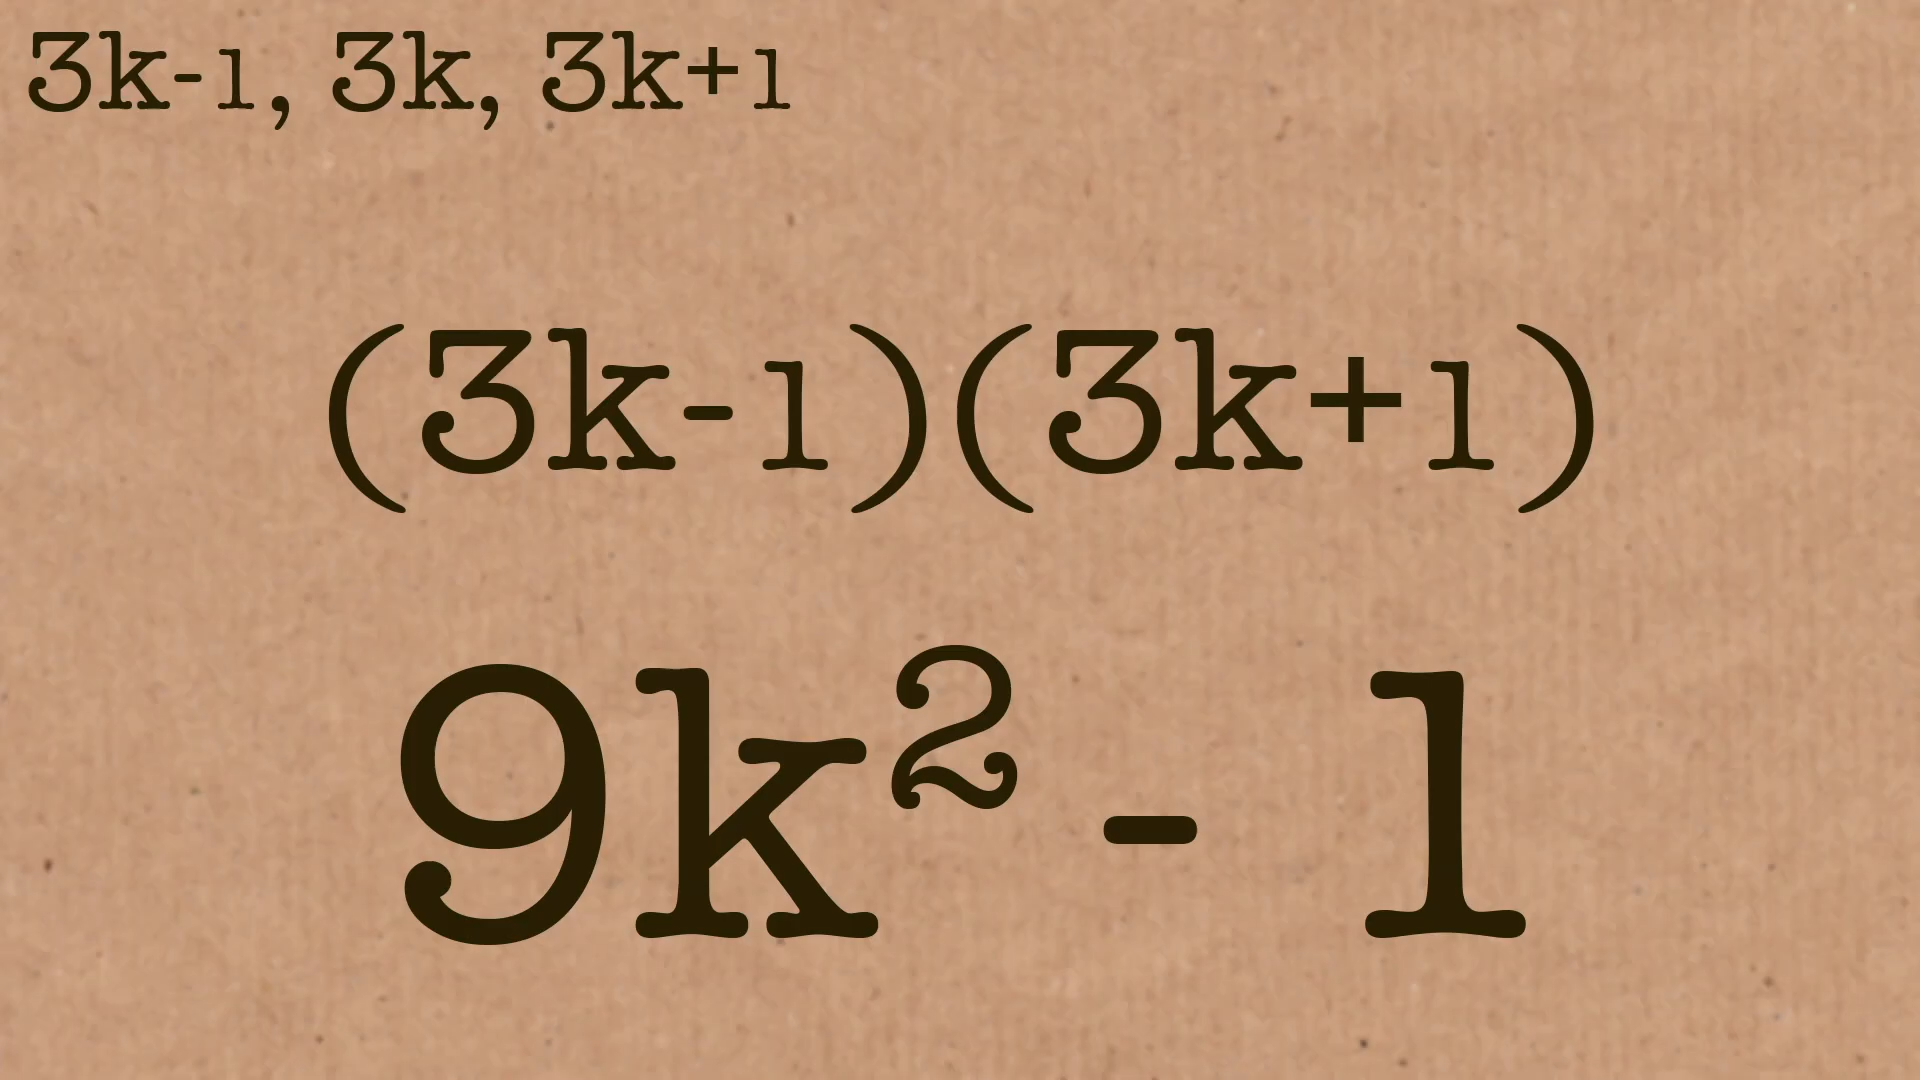 3k-1, 3k, 3k+1
(3k-1)(3k+1)
9k² - 1